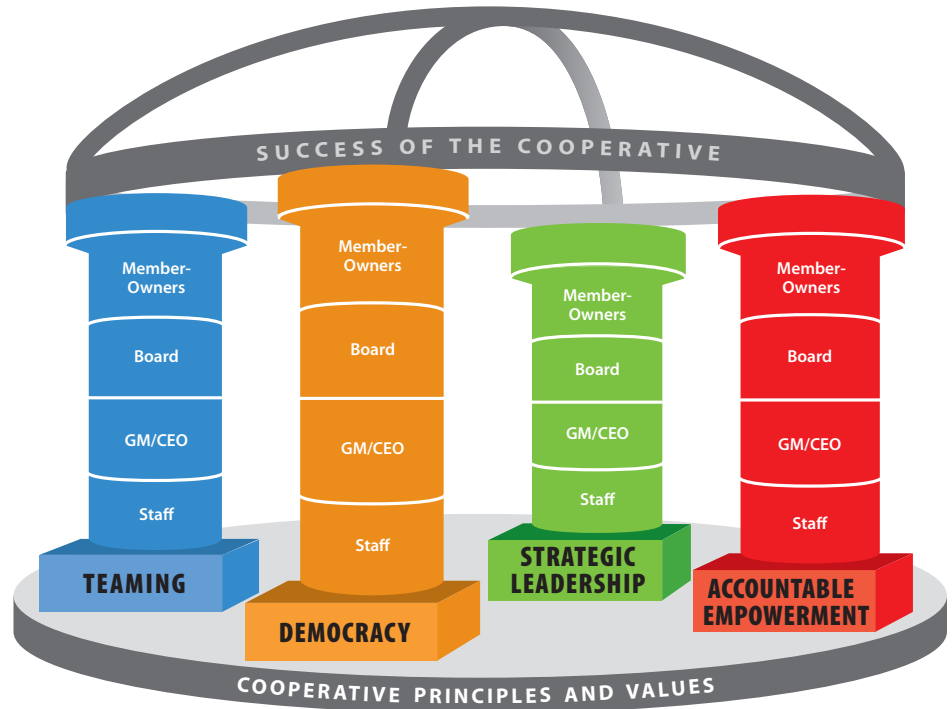 SUCCESS OF THE COOPERATIVE
Member-
Owners
Board
GM/CEO
Staff
TEAMING
Member-
Owners
Board
GM/CEO
Staff
DEMOCRACY
Member-
Owners
Board
GM/CEO
Staff
STRATEGIC
LEADERSHIP
Member-
Owners
Board
GM/CEO
Staff
ACCOUNTABLE
EMPOWERMENT
COOPERATIVE PRINCIPLES AND VALUES